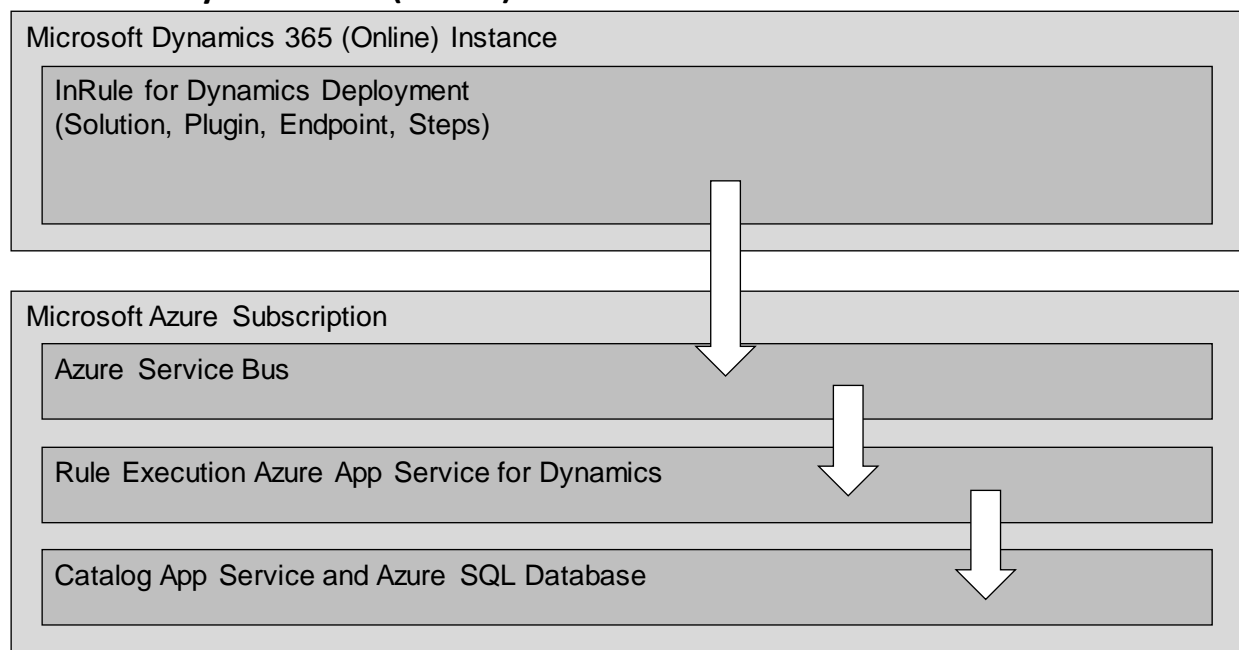 Microsoft Dynamics 365 (Online) Instance
InRule for Dynamics Deployment
(Solution, Plugin, Endpoint, Steps)
Microsoft Azure Subscription
Azure Service Bus
Rule Execution Azure App Service for Dynamics
Catalog App Service and Azure SQL Database